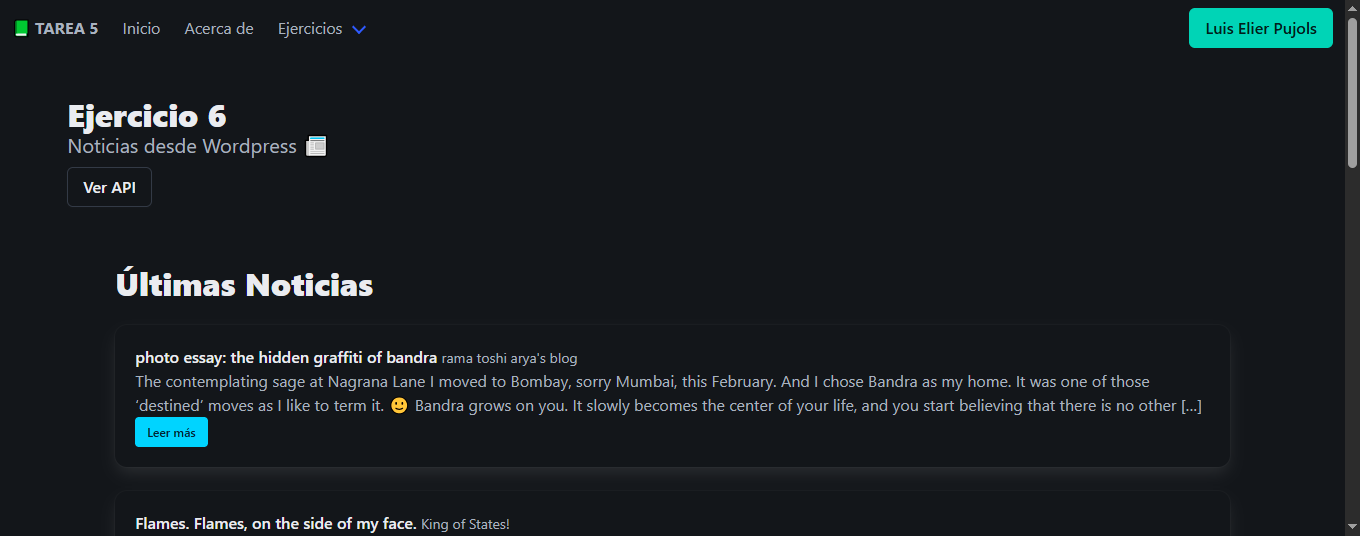 TAREA 5 Inicio Acerca de Ejercicios Luis Elier Pujols
Ejercicio 6
Noticias desde Wordpress
Ver API
Últimas Noticias
photo essay: the hidden graffiti of bandra rama toshi arya's blog
The contemplating sage at Nagrana Lane I moved to Bombay, sorry Mumbai, this February. And I chose Bandra as my home. It was one of those
‘destined’ moves as I like to term it. 🙂 Bandra grows on you. It slowly becomes the center of your life, and you start believing that there is no other [...]
Leer más
Flames. Flames, on the side of my face. King of States!